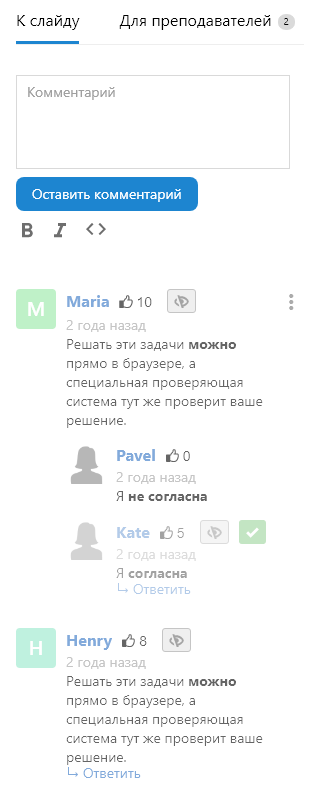 К слайду Для преподавателей 2
Комментарий
Оставить комментарий
B I <>
M Maria 10
2 года назад
Решать эти задачи можно
прямо в браузере, а
специальная проверяющая
система тут же проверит ваше
решение.
Pavel 0
2 года назад
Я не согласна
Kate 5
2 года назад
Я согласна
Ответить
H Henry 8
2 года назад
Решать эти задачи можно
прямо в браузере, а
специальная проверяющая
система тут же проверит ваше
решение.
Ответить